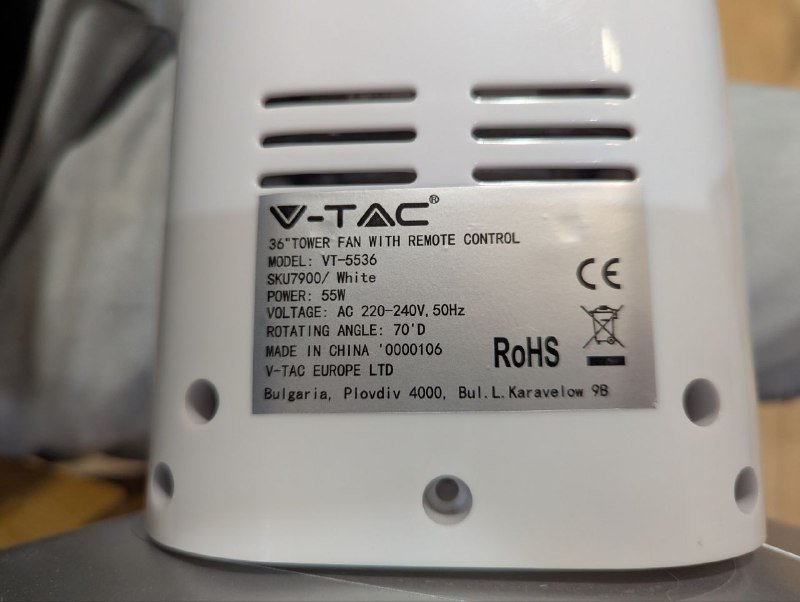 V-TAC®
36"TOWER FAN WITH REMOTE CONTROL
MODEL: VT-5536
SKU7900/ White
POWER: 55W
VOLTAGE: AC 220-240V,50Hz
ROTATING ANGLE: 70'D
MADE IN CHINA '0000106
V-TAC EUROPE LTD
Bulgaria, Plovdiv 4000, Bul.L.Karavelow 9B
CE
RoHS